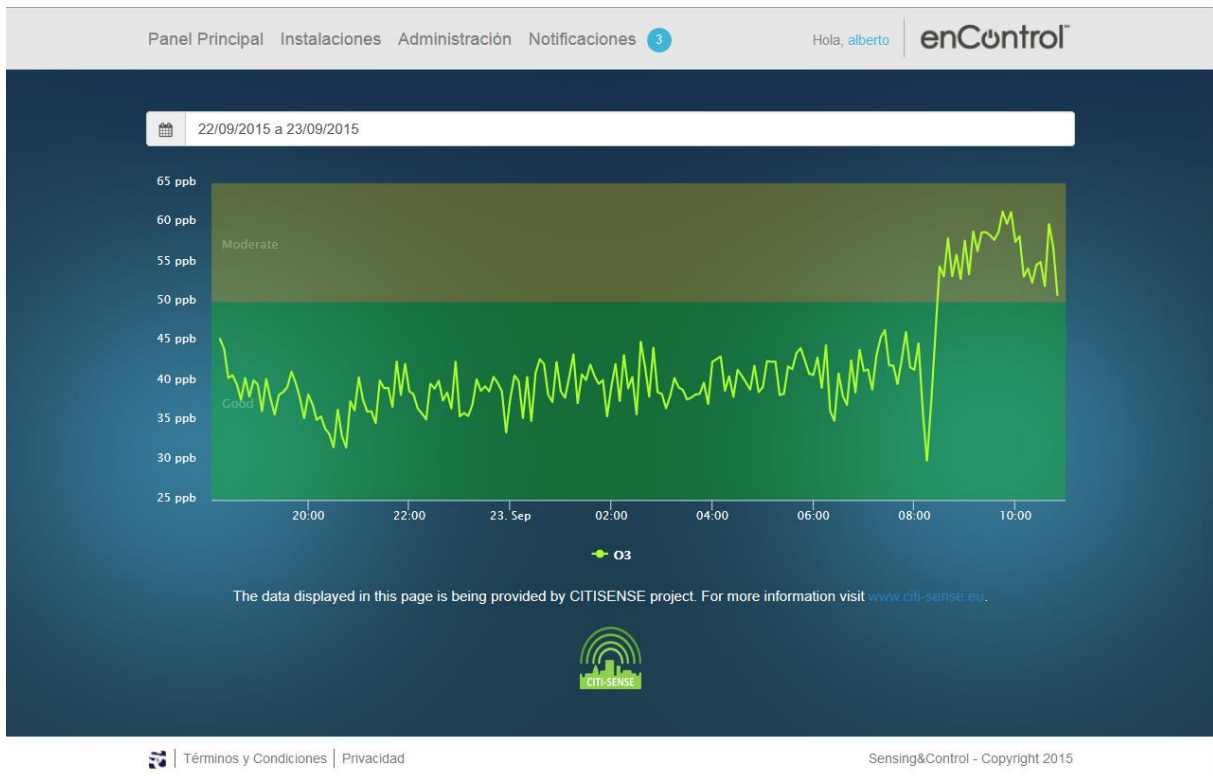 Panel Principal Instalaciones Administración Notificaciones 3 Hola, alberto enControl™
22/09/2015 a 23/09/2015
65 ppb
60 ppb
Moderate
55 ppb
50 ppb
45 ppb
40 ppb
Good
35 ppb
30 ppb
25 ppb
20:00 22:00 23. Sep 02:00 04:00 06:00 08:00 10:00
O3
The data displayed in this page is being provided by CITISENSE project. For more information visit www.citi-sense.eu.
CITI-SENSE
Términos y Condiciones | Privacidad Sensing&Control - Copyright 2015